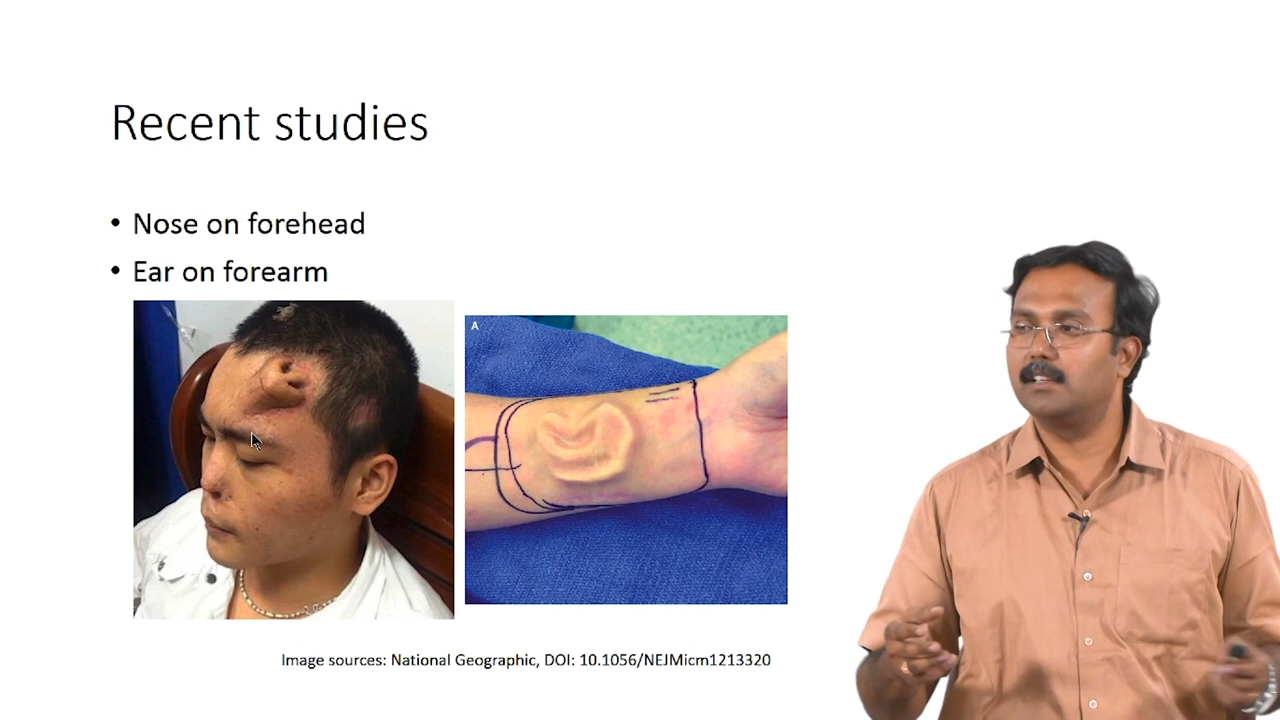 Recent studies
• Nose on forehead
• Ear on forearm
A
Image sources: National Geographic, DOI: 10.1056/NEJMicm1213320